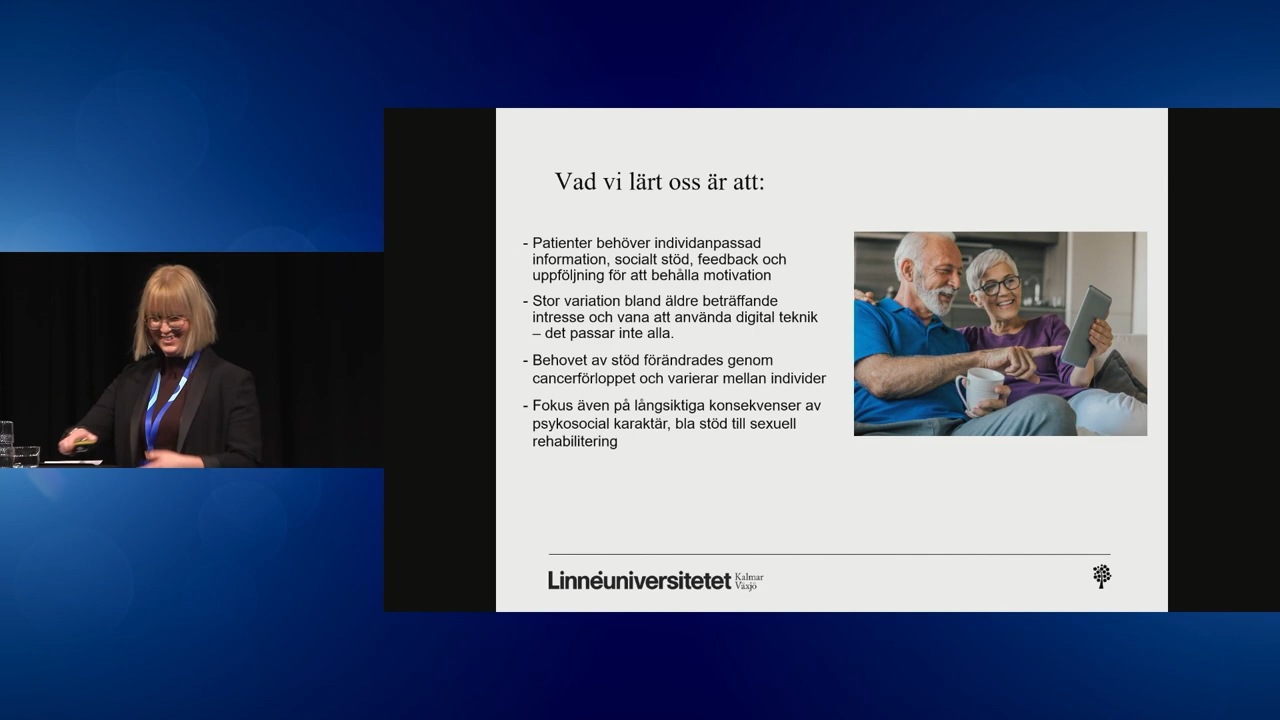 Vad vi lärt oss är att:
- Patienter behöver individanpassad
information, socialt stöd, feedback och
uppföljning för att behålla motivation
- Stor variation bland äldre beträffande
intresse och vana att använda digital teknik
– det passar inte alla.
- Behovet av stöd förändrades genom
cancerförloppet och varierar mellan individer
- Fokus även på långsiktiga konsekvenser av
psykosocial karaktär, bla stöd till sexuell
rehabilitering
Linnéuniversitetet
Kalmar
Växjö